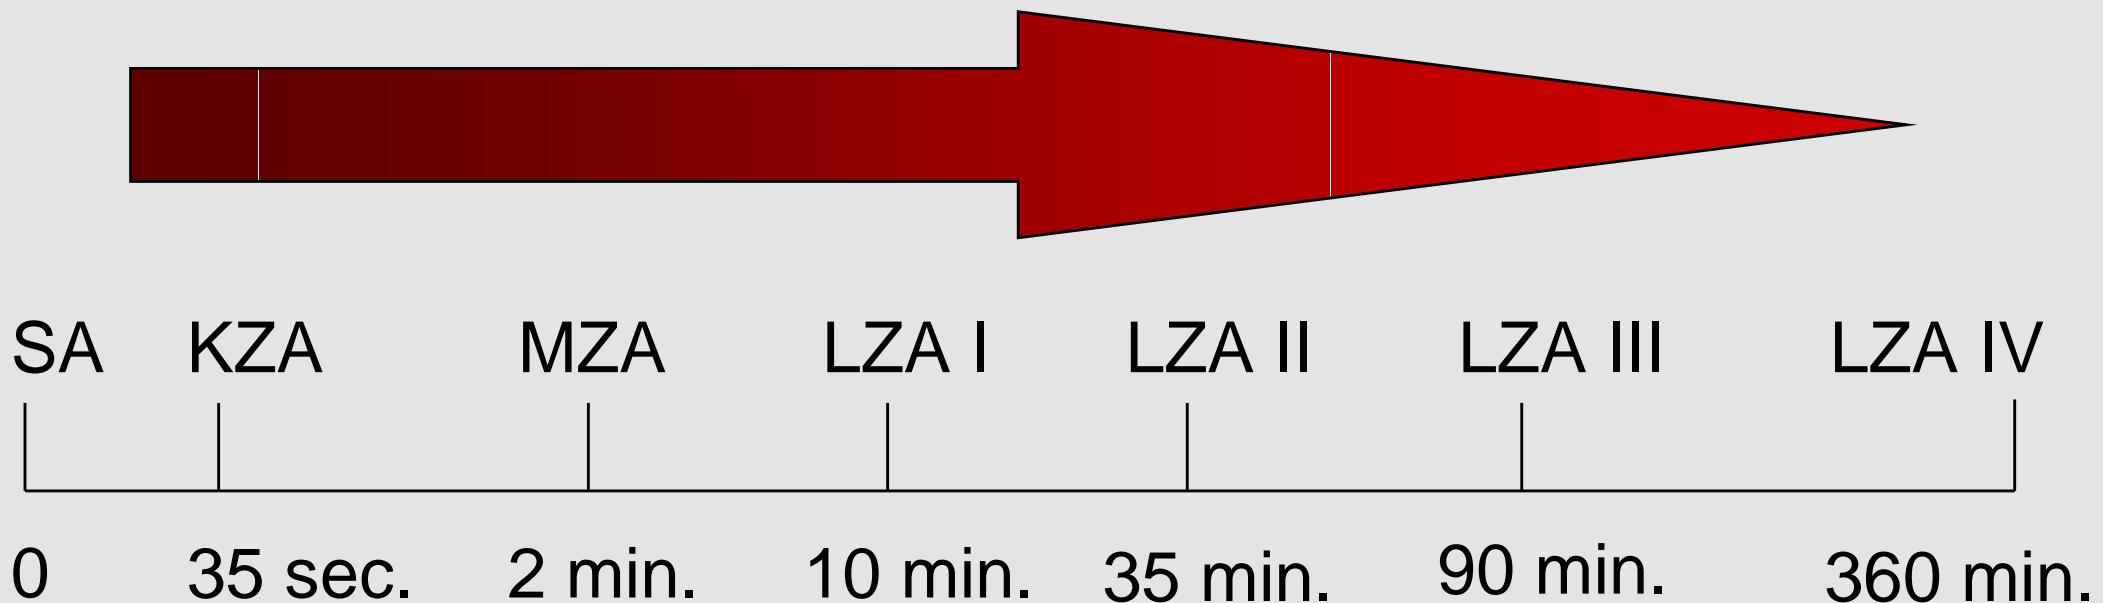 SA KZA MZA LZA I LZA II LZA III LZA IV
0 35 sec. 2 min. 10 min. 35 min. 90 min. 360 min.